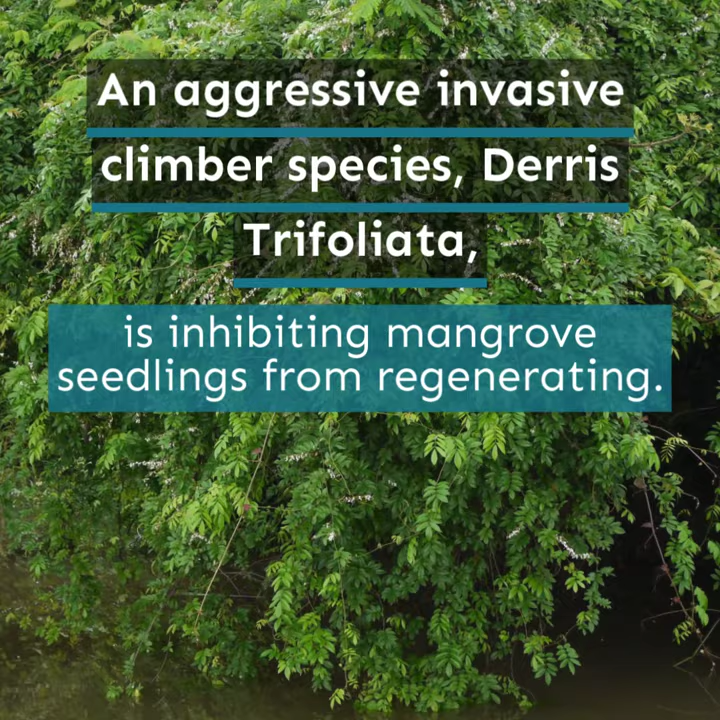 An aggressive invasive
climber species, Derris
Trifoliata,
is inhibiting mangrove
seedlings from regenerating.